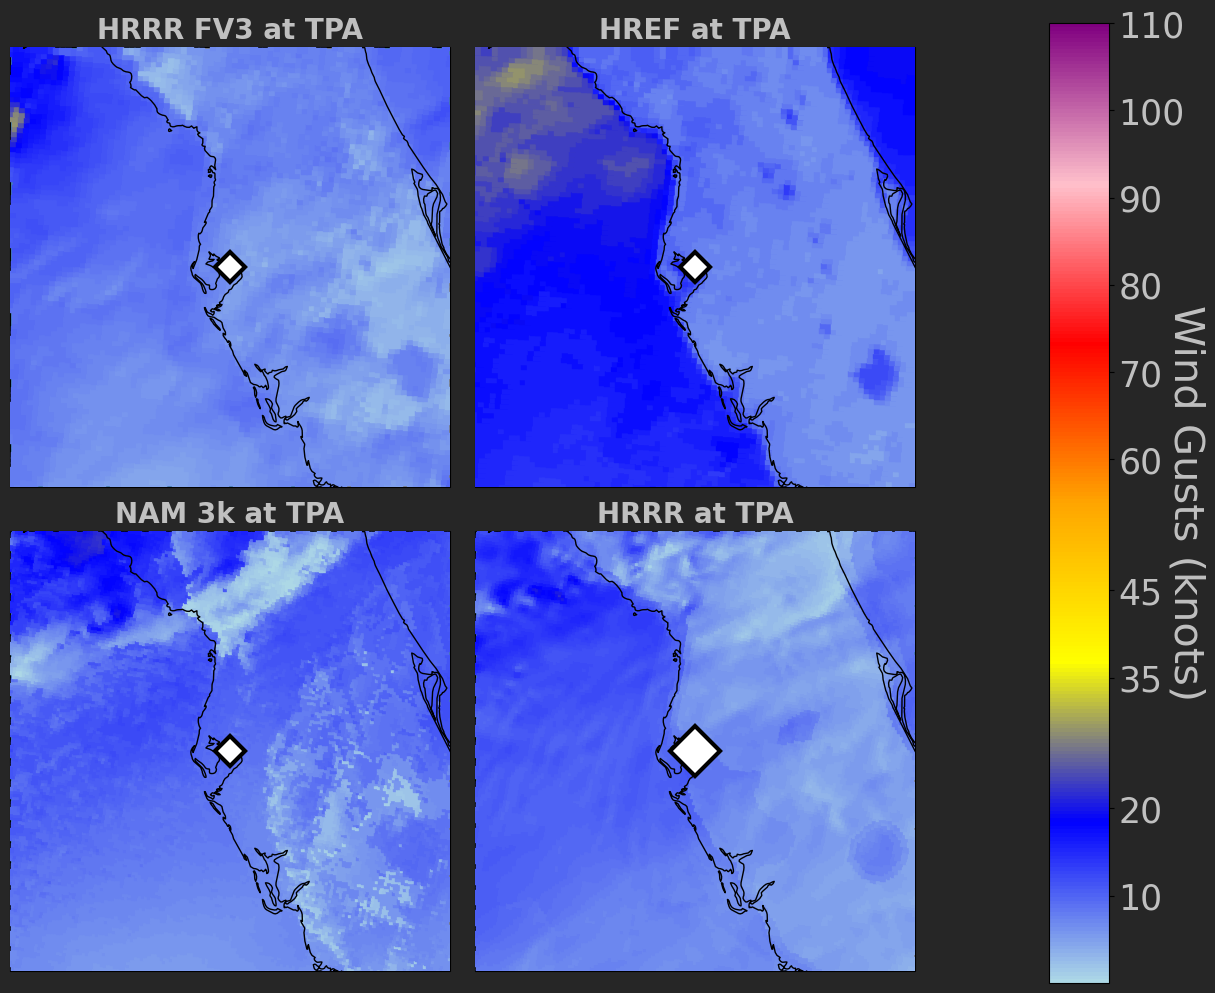 HRRR FV3 at TPA
HREF at TPA
NAM 3k at TPA
HRRR at TPA
110
100
90
80
70
60
45
35
20
10
Wind Gusts (knots)